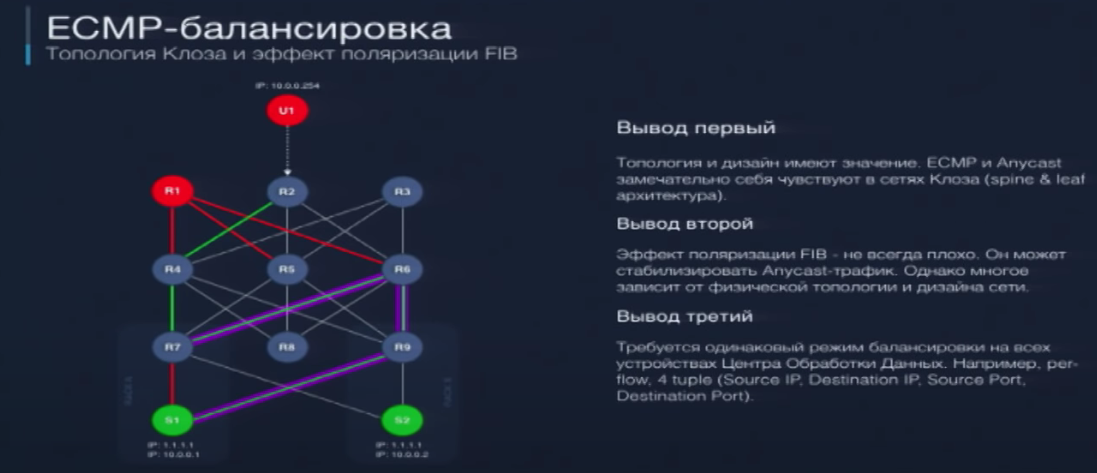 ECMP-балансировка
Топология Клоза и эффект поляризации FIB
IP: 10.0.0.254
U1
R1
R2
R3
R4
R5
R6
R7
R8
R9
S1
S2
IP: 1.1.1.1
IP: 10.0.0.1
IP: 1.1.1.1
IP: 10.0.0.2
Вывод первый
Топология и дизайн имеют значение. ECMP и Anycast
замечательно себя чувствуют в сетях Клоза (spine & leaf
архитектура).
Вывод второй
Эффект поляризации FIB - не всегда плохо. Он может
стабилизировать Anycast-трафик. Однако многое
зависит от физической топологии и дизайна сети.
Вывод третий
Требуется одинаковый режим балансировки на всех
устройствах Центра Обработки Данных. Например, per-
flow, 4 tuple (Source IP, Destination IP, Source Port,
Destination Port).